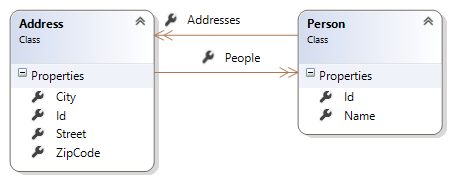 Address
Class
Properties
City
Id
Street
ZipCode
Addresses
People
Person
Class
Properties
Id
Name